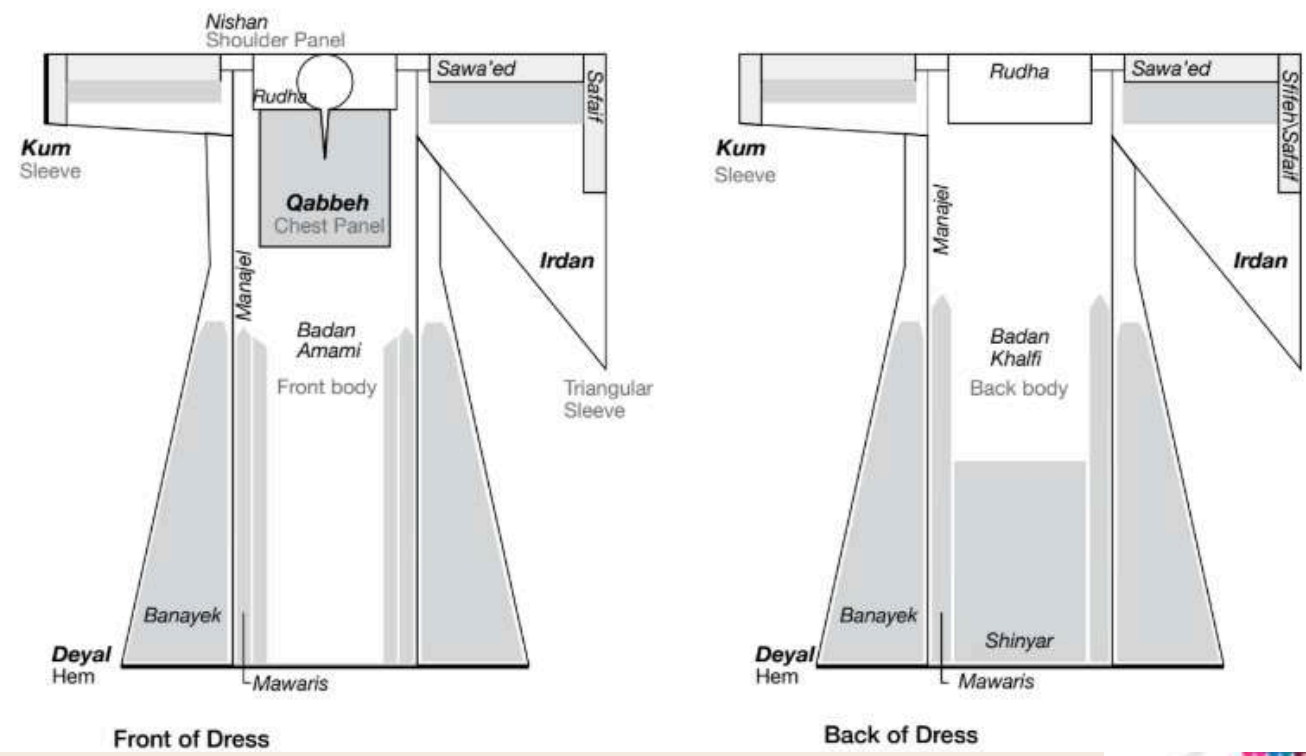 Nishan
Shoulder Panel
Rudha
Sawa'ed
Safaif
Kum
Sleeve
Qabbeh
Chest Panel
Manajel
Irdan
Badan
Amami
Front body
Triangular
Sleeve
Banayek
Deyal
Hem
Mawaris
Front of Dress
Rudha
Sawa'ed
Sfifeh\Safaif
Kum
Sleeve
Manajel
Irdan
Badan
Khalfi
Back body
Banayek
Shinyar
Deyal
Hem
Mawaris
Back of Dress